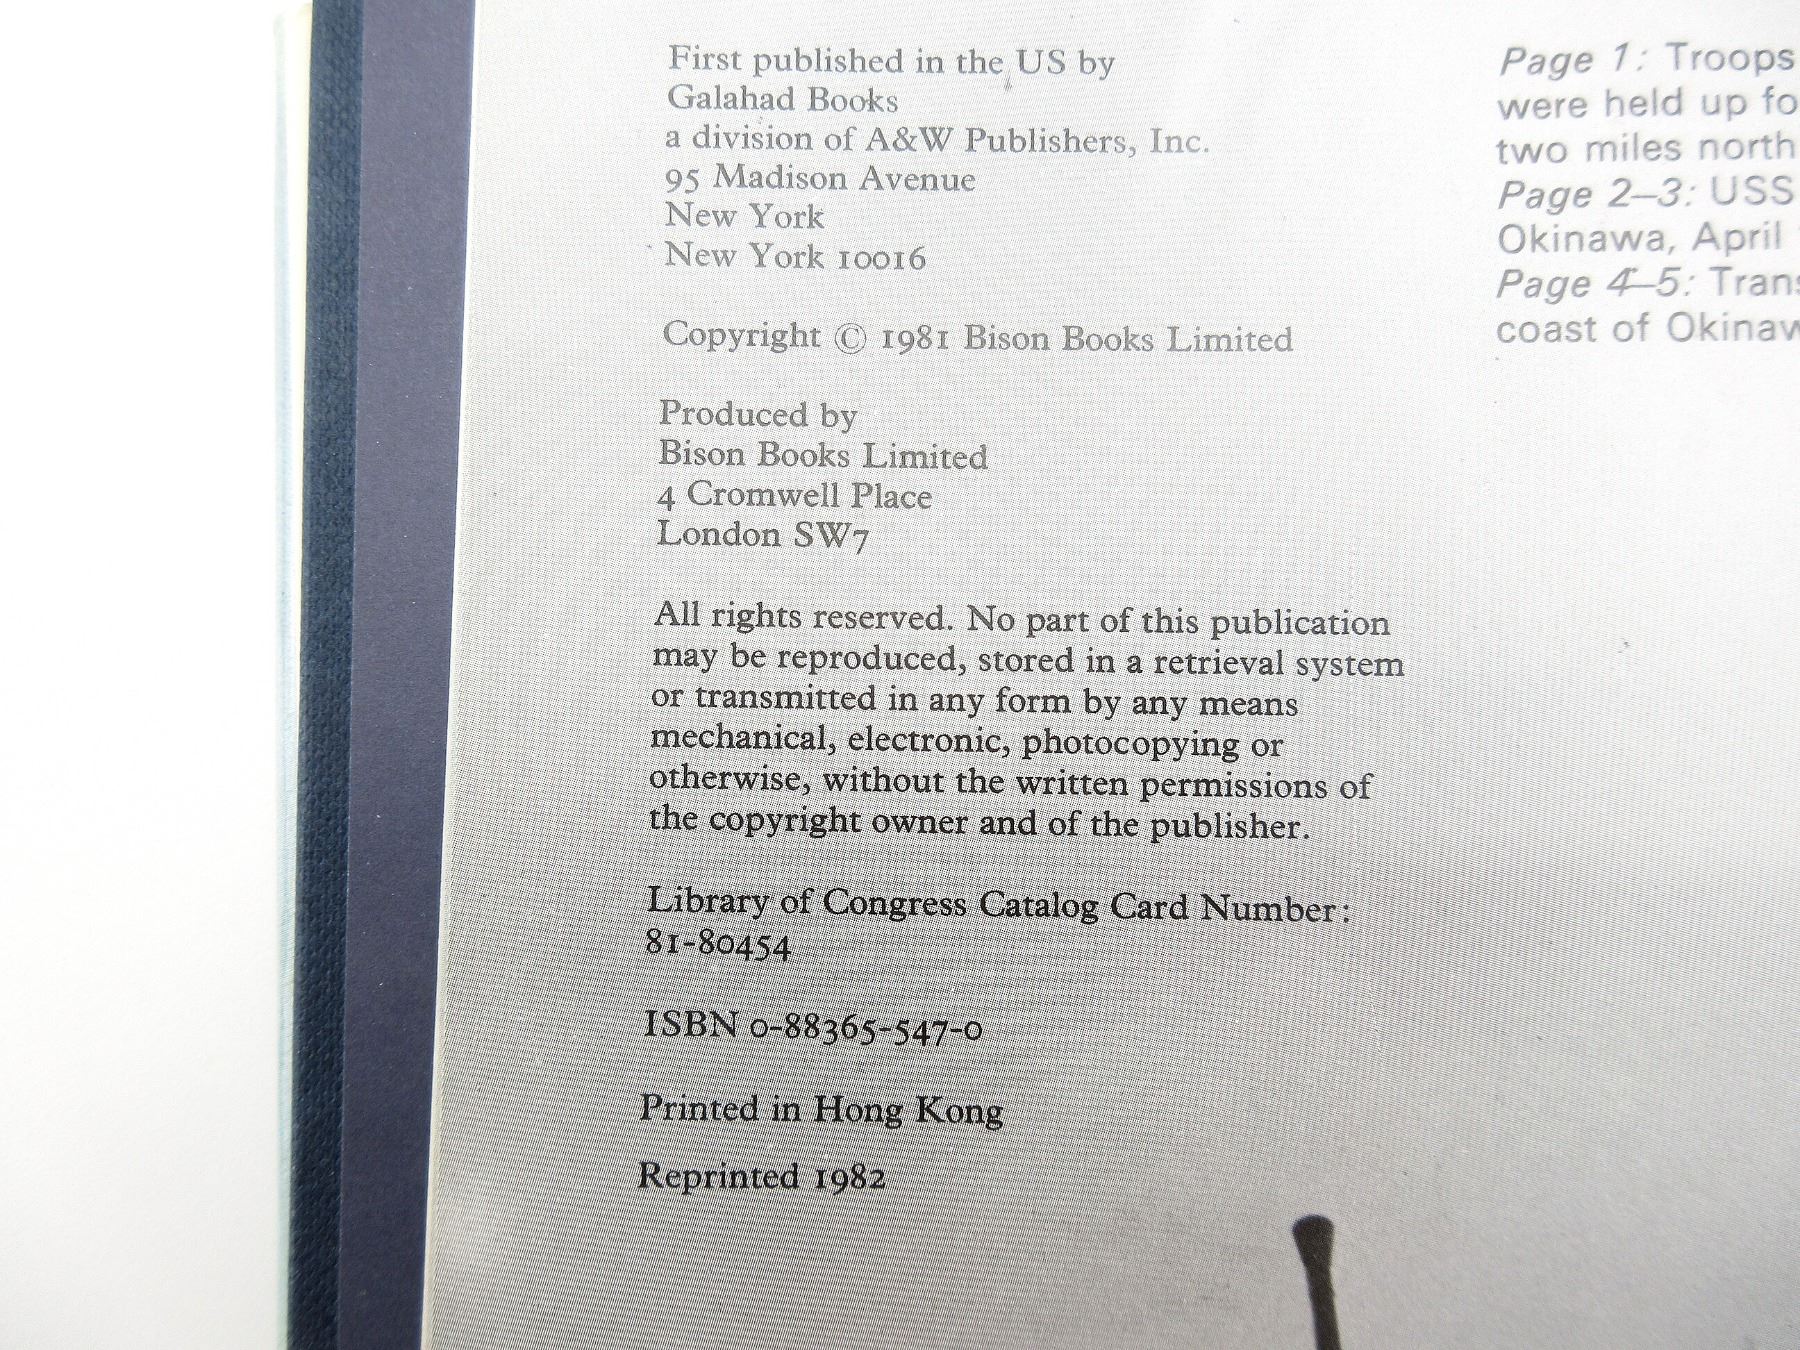 First published in the US by
Galahad Books
a division of A&W Publishers, Inc.
95 Madison Avenue
New York
New York 10016
Copyright © 1981 Bison Books Limited
Produced by
Bison Books Limited
4 Cromwell Place
London SW7
All rights reserved. No part of this publication
may be reproduced, stored in a retrieval system
or transmitted in any form by any means
mechanical, electronic, photocopying or
otherwise, without the written permissions of
the copyright owner and of the publisher.
Library of Congress Catalog Card Number:
81-80454
ISBN 0-88365-547-0
Printed in Hong Kong
Reprinted 1982
Page 1: Troops
were held up fo
two miles north
Page 2–3: USS
Okinawa, April
Page 4–5: Trans
coast of Okinaw